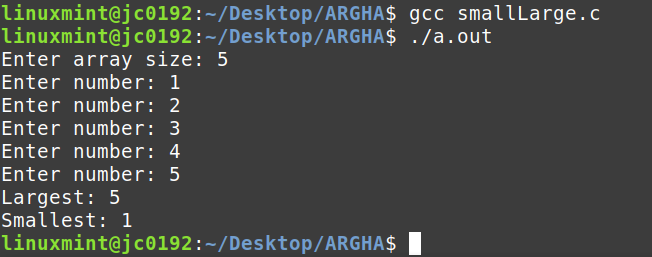 linuxmint@jc0192:~/Desktop/ARGHA$ gcc smallLarge.c
linuxmint@jc0192:~/Desktop/ARGHA$ ./a.out
Enter array size: 5
Enter number: 1
Enter number: 2
Enter number: 3
Enter number: 4
Enter number: 5
Largest: 5
Smallest: 1
linuxmint@jc0192:~/Desktop/ARGHA$